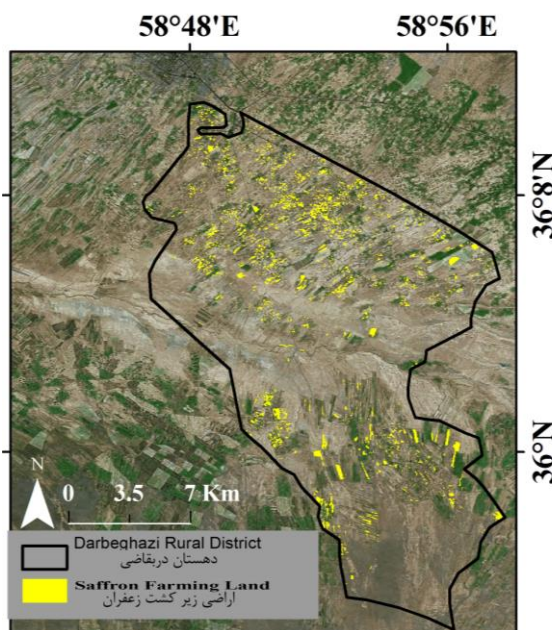 58°48'E 58°56'E
36°8'N
36°N
N
0 3.5 7 Km
Darbeghazi Rural District
دهستان دربقاضی
Saffron Farming Land
اراضی زیر کشت زعفران